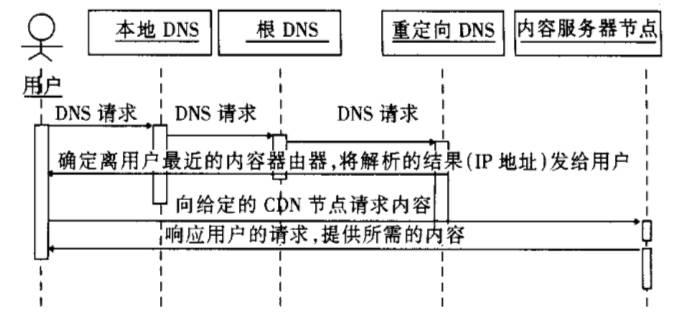 本地 DNS
根 DNS
重定向 DNS
内容服务器节点
用户
DNS 请求
DNS 请求
DNS 请求
确定离用户最近的内容器由器,将解析的结果(IP 地址)发给用户
向给定的 CDN 节点请求内容
响应用户的请求,提供所需的内容